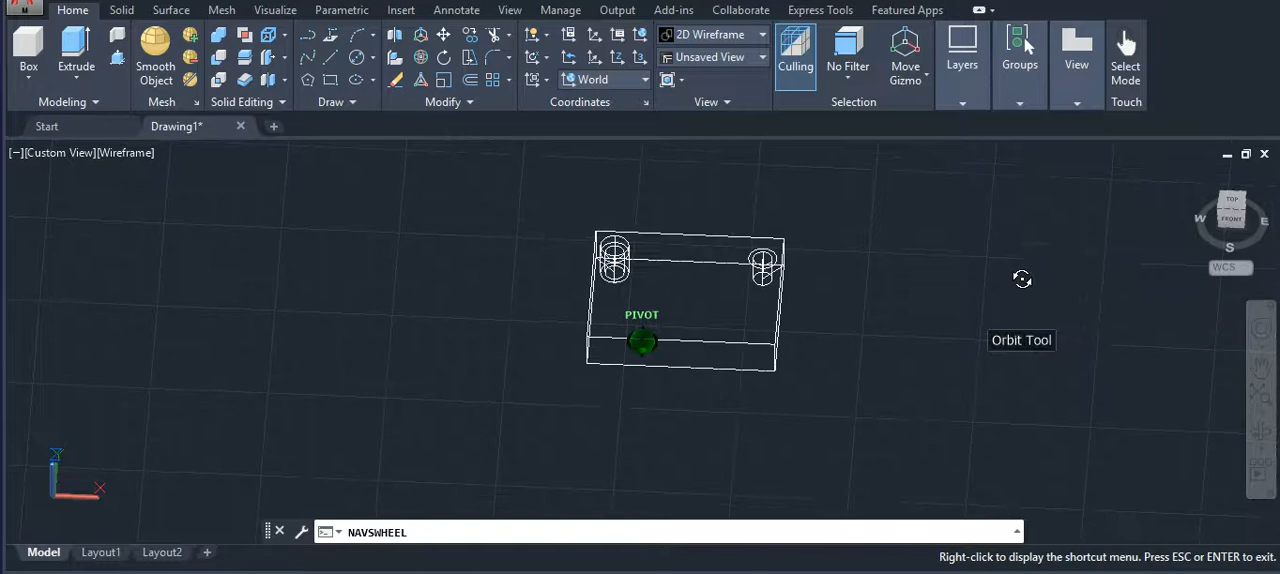 Home Solid Surface Mesh Visualize Parametric Insert Annotate View Manage Output Add-ins Collaborate Express Tools Featured Apps
Box Extrude Smooth Object 2D Wireframe Unsaved View World Culling No Filter Move Gizmo Layers Groups View Select Mode
Modeling Mesh Solid Editing Draw Modify Coordinates View Selection Touch
Start Drawing1*
[−][Custom View][Wireframe]
TOP
FRONT
W E
S
WCS
PIVOT
Orbit Tool
Y
X
NAVSWHEEL
Model Layout1 Layout2 +
Right-click to display the shortcut menu. Press ESC or ENTER to exit.